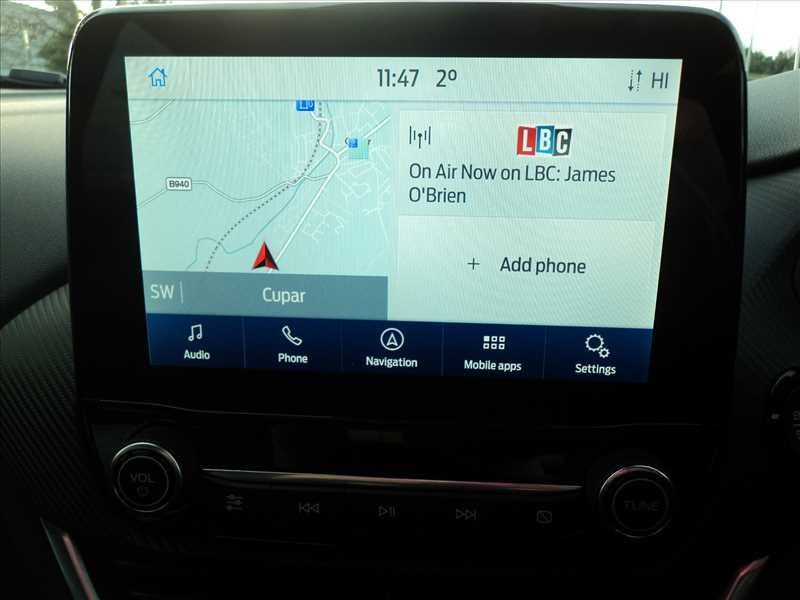 11:47 2º HI
B940
SW Cupar
LBC
On Air Now on LBC: James
O'Brien
+ Add phone
Audio
Phone
Navigation
Mobile apps
Settings
VOL
TUNE